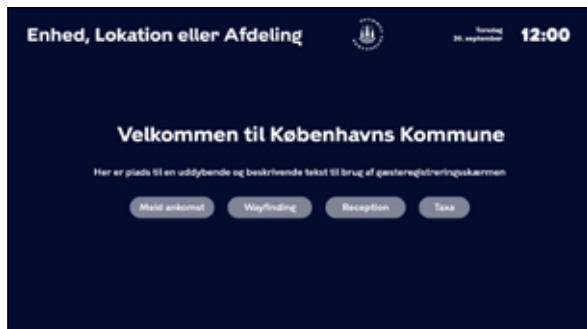 Enhed, Lokation eller Afdeling
Torsdag
30. september
12:00
Velkommen til Københavns Kommune
Her er plads til en uddybende og beskrivende tekst til brug af gæsteregistreringsskærmen
Meld ankomst
Wayfinding
Reception
Taxa